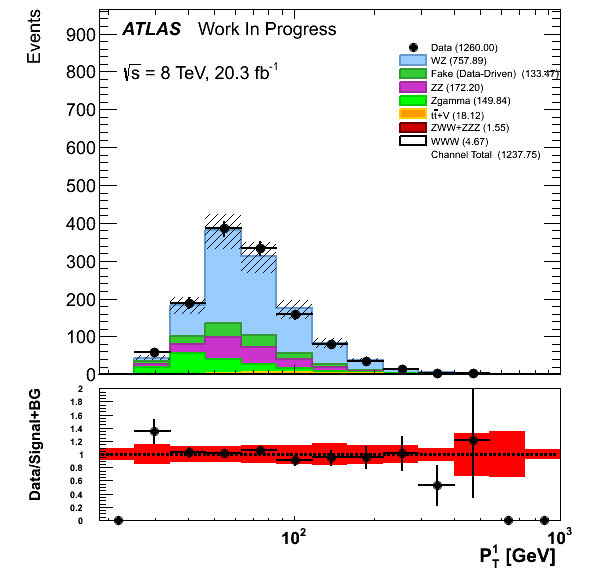 ATLAS Work In Progress
√s = 8 TeV, 20.3 fb-1
Events
900
800
700
600
500
400
300
200
100
0
Data (1260.00)
WZ (757.89)
Fake (Data-Driven) (133.47)
ZZ (172.20)
Zgamma (149.84)
tt+V (18.12)
ZWW+ZZZ (1.55)
WWW (4.67)
Channel Total (1237.75)
Data/Signal+BG
2
1.8
1.6
1.4
1.2
1
0.8
0.6
0.4
0.2
0
10²
10³
P¹T [GeV]